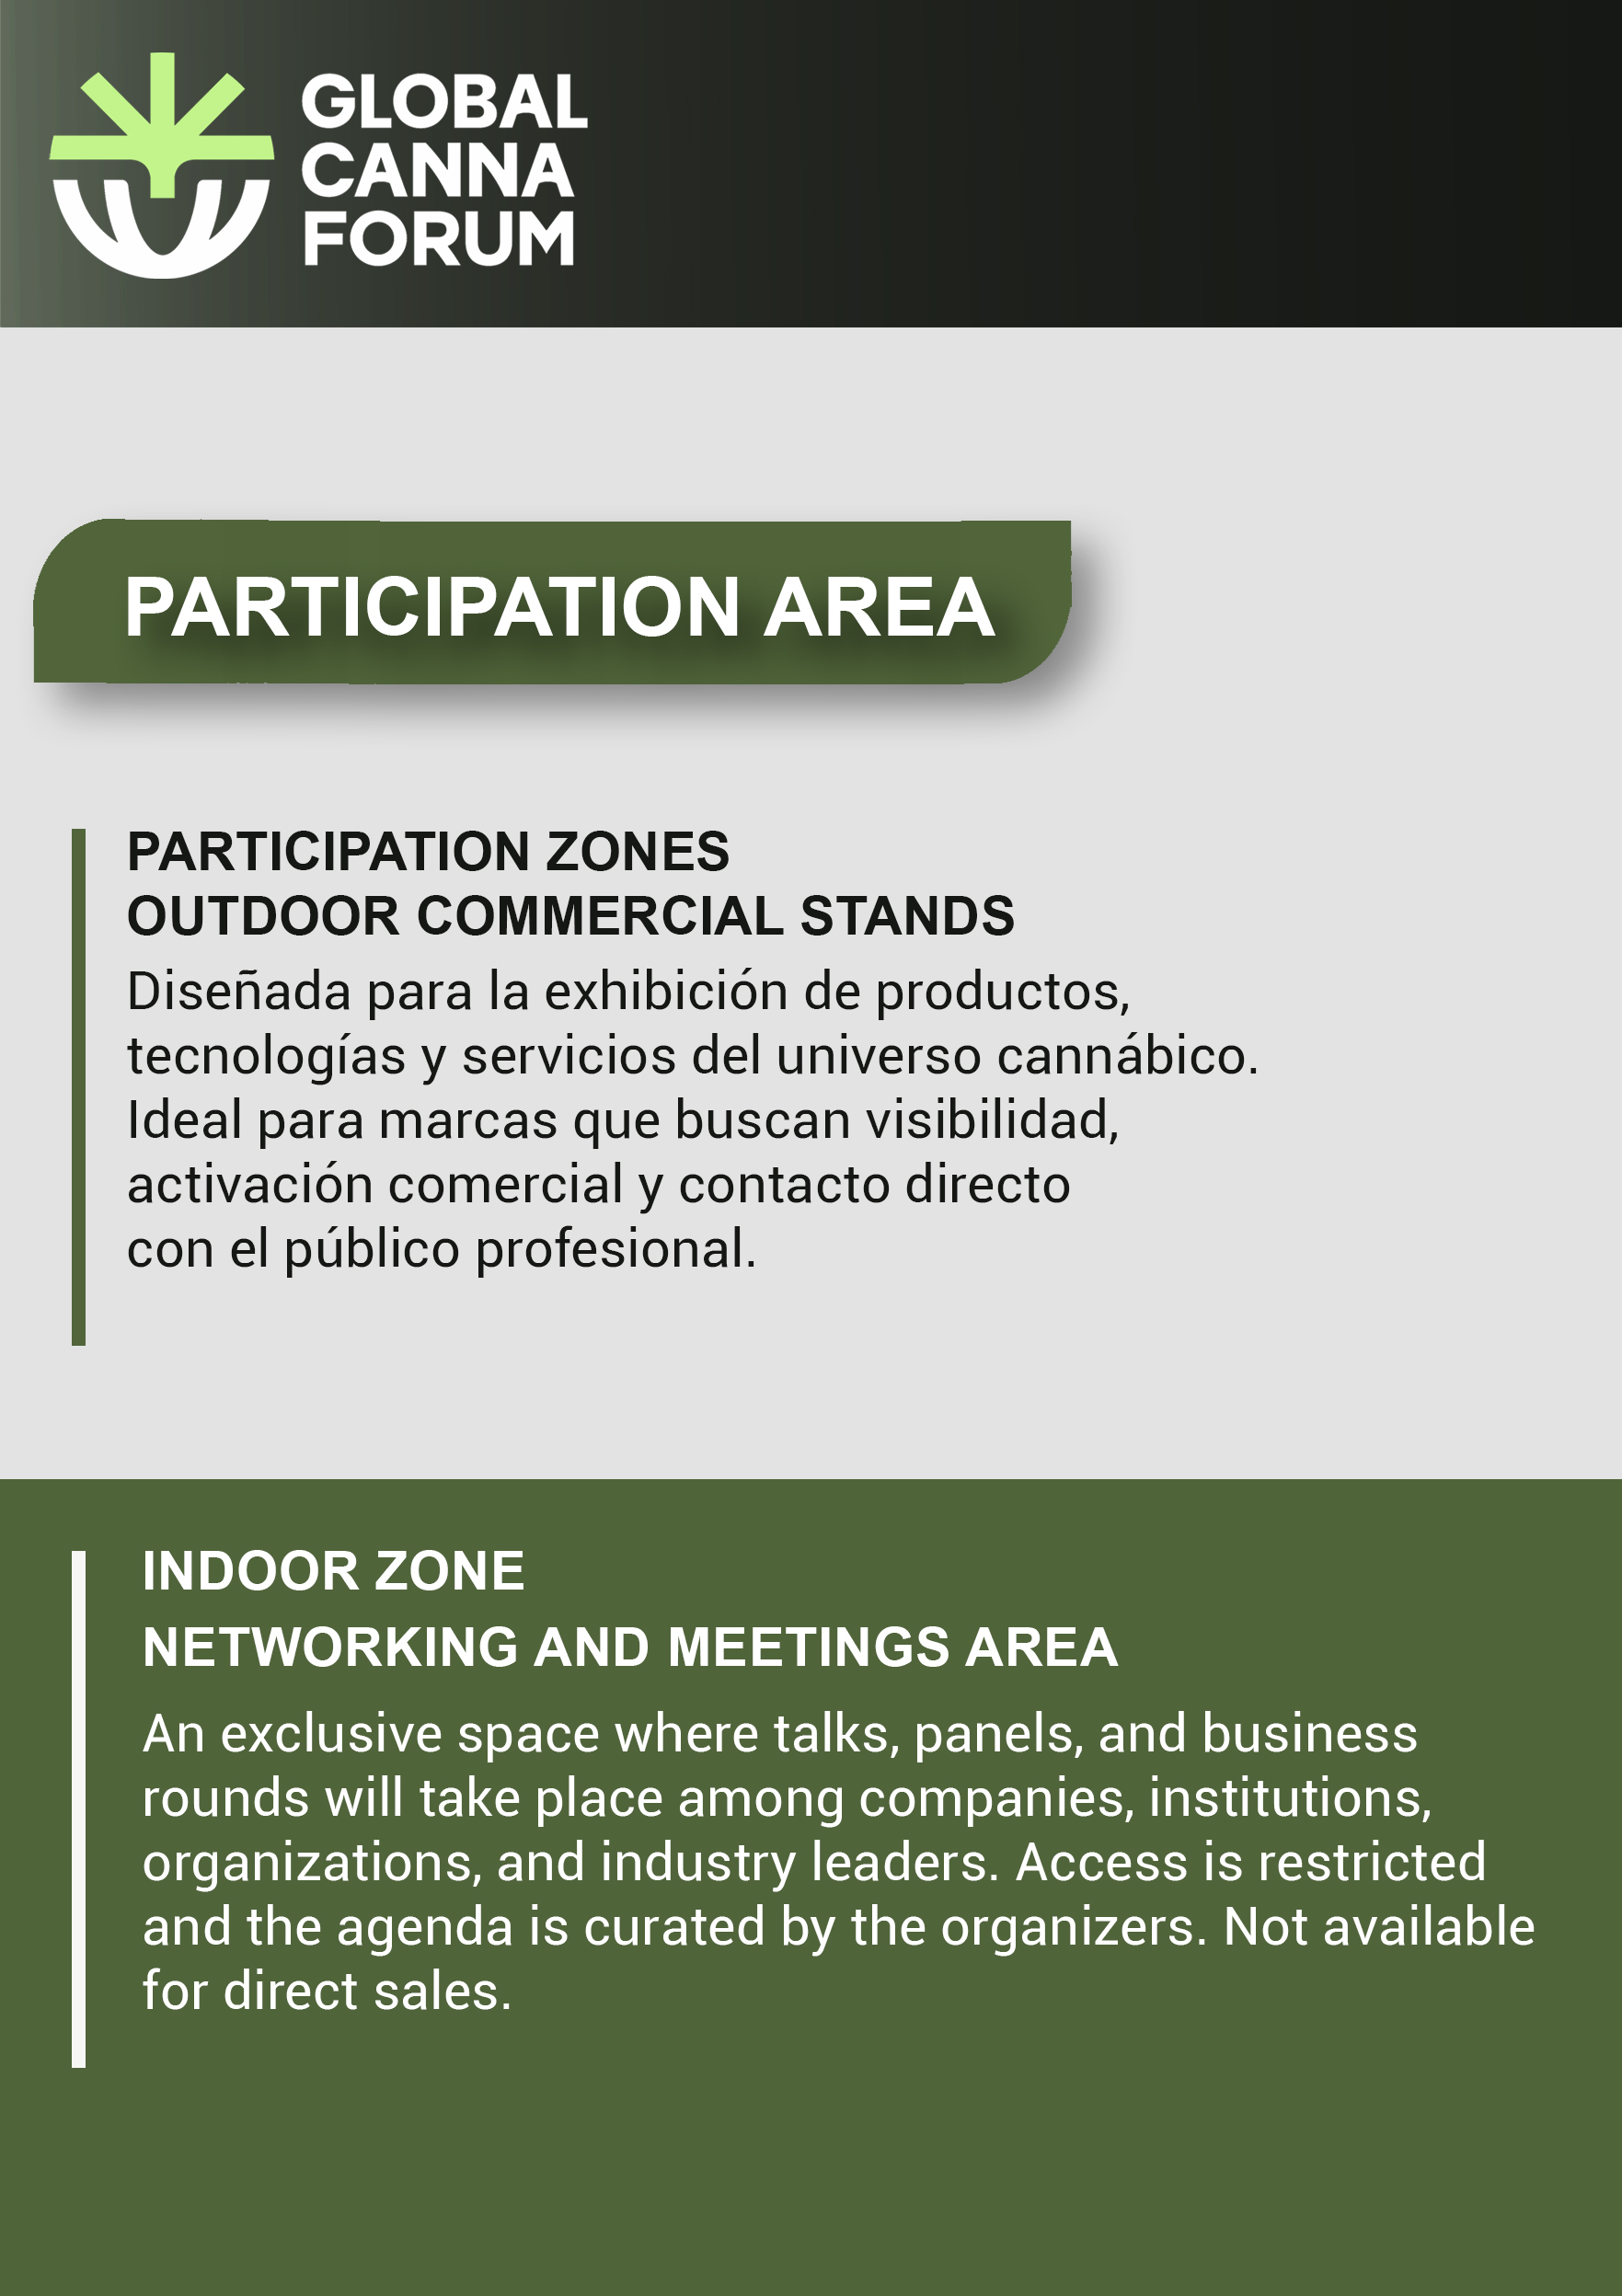 GLOBAL
CANNA
FORUM
PARTICIPATION AREA
PARTICIPATION ZONES
OUTDOOR COMMERCIAL STANDS
Diseñada para la exhibición de productos,
tecnologías y servicios del universo cannábico.
Ideal para marcas que buscan visibilidad,
activación comercial y contacto directo
con el público profesional.
INDOOR ZONE
NETWORKING AND MEETINGS AREA
An exclusive space where talks, panels, and business
rounds will take place among companies, institutions,
organizations, and industry leaders. Access is restricted
and the agenda is curated by the organizers. Not available
for direct sales.